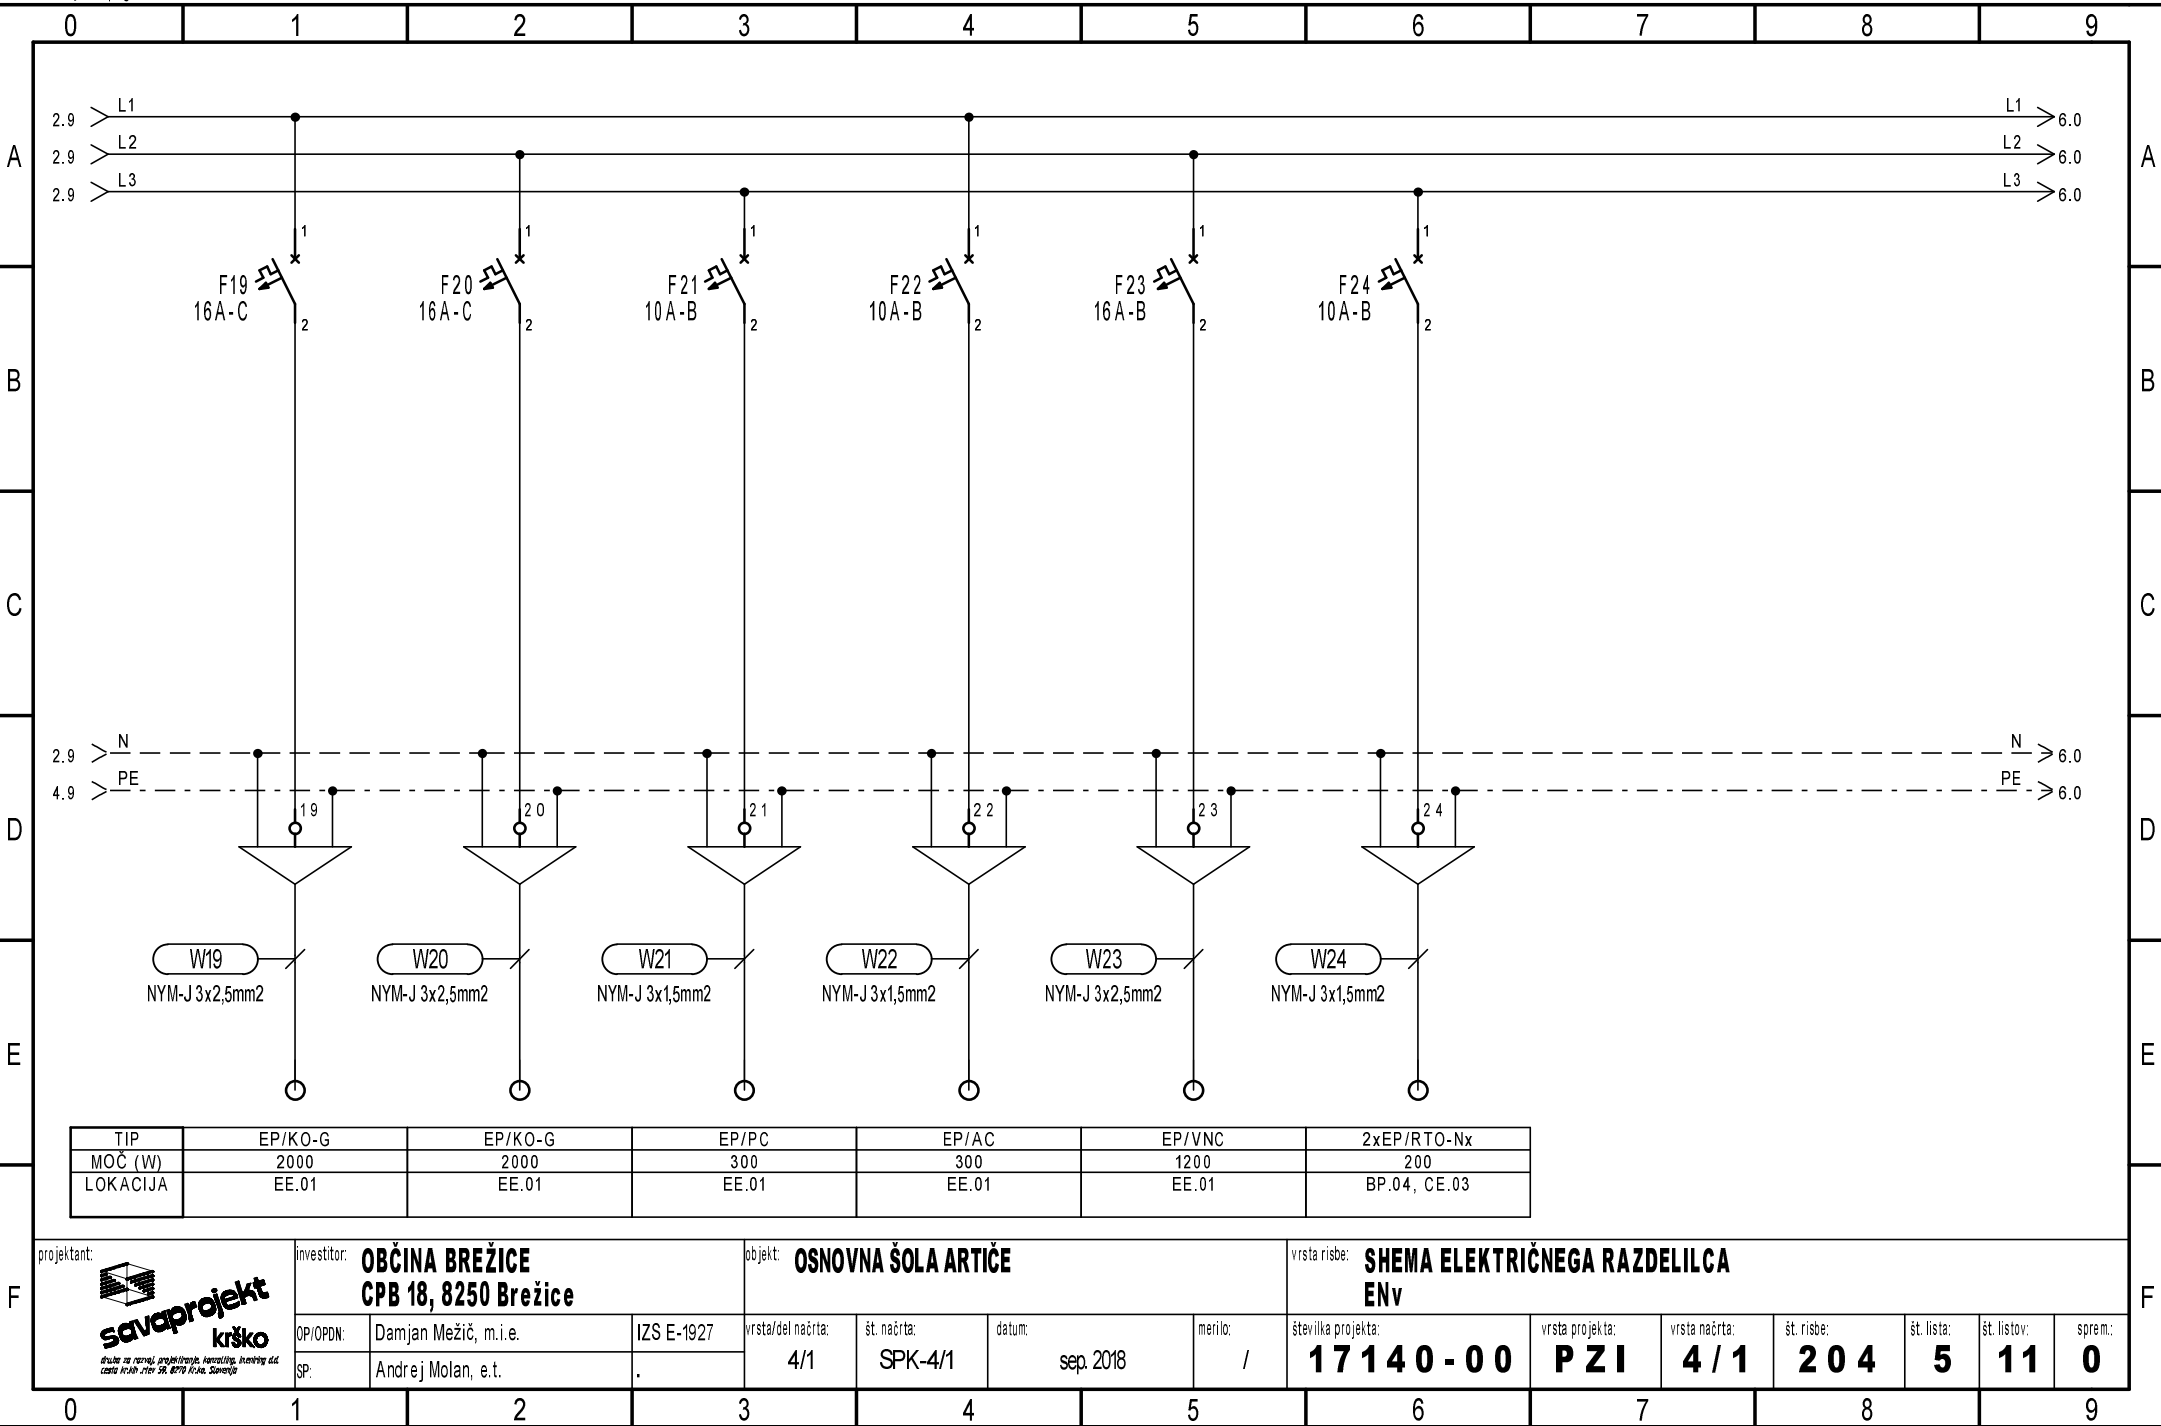 0 1 2 3 4 5 6 7 8 9
2.9 L1 L1 6.0
A 2.9 L2 L2 6.0 A
2.9 L3 L3 6.0
1 1 1 1 1 1
F19 F20 F21 F22 F23 F24
16A-C 16A-C 10A-B 10A-B 16A-B 10A-B
2 2 2 2 2 2
B B
C C
2.9 N N 6.0
4.9 PE PE 6.0
19 20 21 22 23 24
D D
W19 W20 W21 W22 W23 W24
NYM-J 3x2,5mm2 NYM-J 3x2,5mm2 NYM-J 3x1,5mm2 NYM-J 3x1,5mm2 NYM-J 3x2,5mm2 NYM-J 3x1,5mm2
E E
TIP EP/KO-G EP/KO-G EP/PC EP/AC EP/VNC 2xEP/RTO-Nx
MOČ (W) 2000 2000 300 300 1200 200
LOKACIJA EE.01 EE.01 EE.01 EE.01 EE.01 BP.04, CE.03
F F
projektant:
savaprojekt
krško
investitor: OBČINA BREŽICE
CPB 18, 8250 Brežice
objekt: OSNOVNA ŠOLA ARTIČE
vrsta risbe: SHEMA ELEKTRIČNEGA RAZDELILCA
ENv
OP/OPDN: Damjan Mežič, m.i.e. IZS E-1927
SP: Andrej Molan, e.t. .
vrsta/del načrta: št. načrta: datum: merilo:
4/1 SPK-4/1 sep. 2018 /
številka projekta: vrsta projekta: vrsta načrta: št. risbe: št. lista: št. listov: sprem.:
17140-00 PZI 4/1 204 5 11 0
0 1 2 3 4 5 6 7 8 9